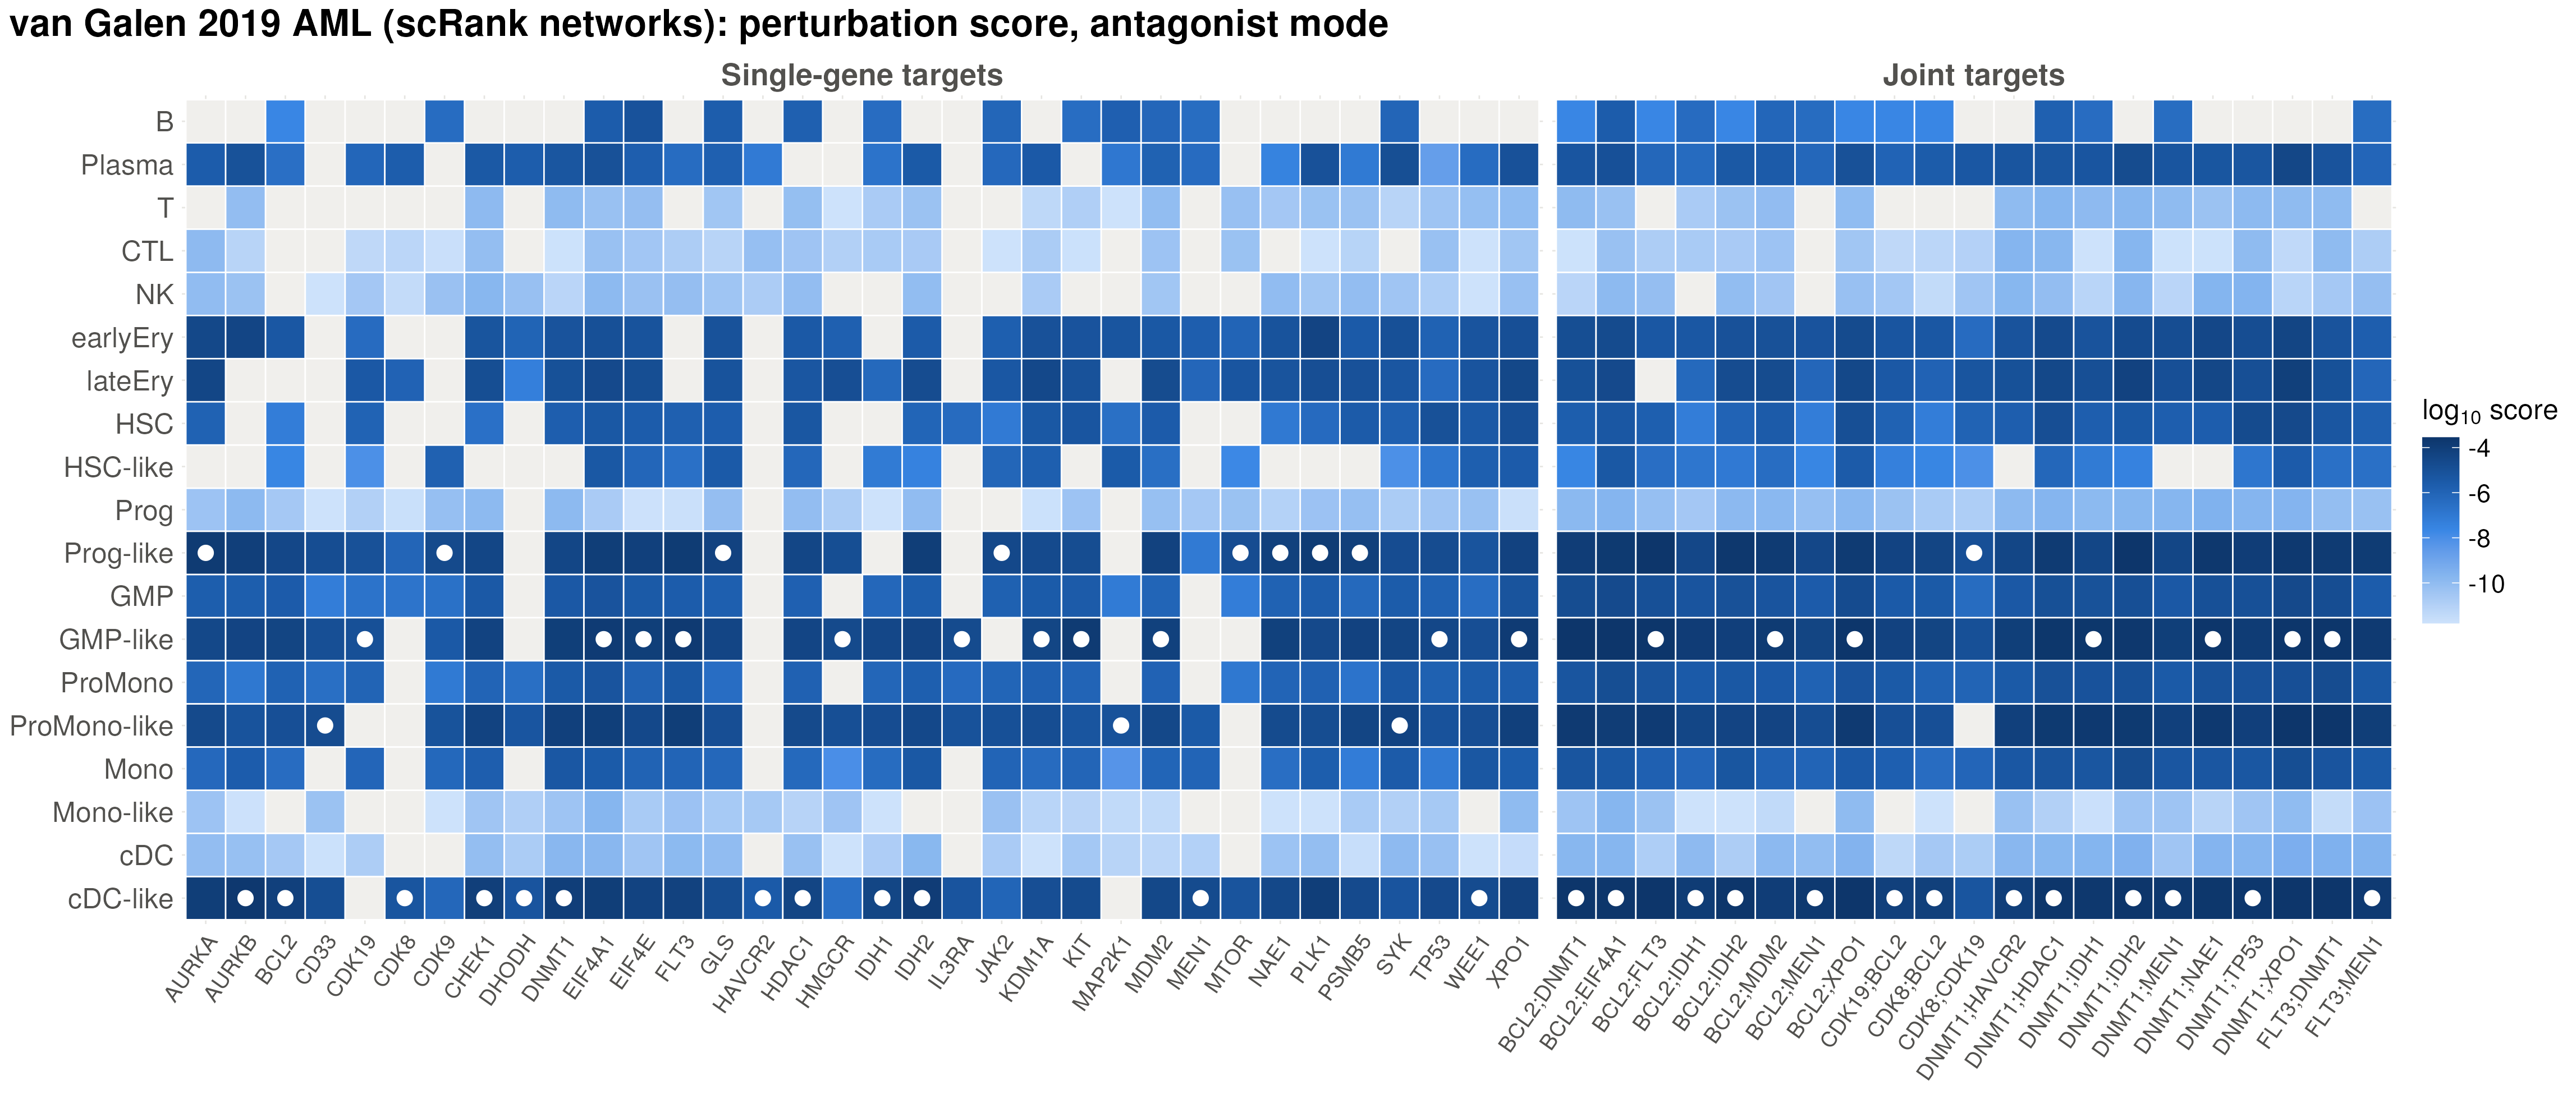 van Galen 2019 AML (scRank networks): perturbation score, antagonist mode
Single-gene targets
Joint targets
B
Plasma
T
CTL
NK
earlyEry
lateEry
HSC
HSC-like
Prog
Prog-like
GMP
GMP-like
ProMono
ProMono-like
Mono
Mono-like
cDC
cDC-like
log10 score
-4
-6
-8
-10
AURKA
AURKB
BCL2
CD33
CDK19
CDK8
CDK9
CHEK1
DHODH
DNMT1
EIF4A1
EIF4E
FLT3
GLS
HAVCR2
HDAC1
HMGCR
IDH1
IDH2
IL3RA
JAK2
KDM1A
KIT
MAP2K1
MDM2
MEN1
MTOR
NAE1
PLK1
PSMB5
SYK
TP53
WEE1
XPO1
BCL2;DNMT1
BCL2;EIF4A1
BCL2;FLT3
BCL2;IDH1
BCL2;IDH2
BCL2;MDM2
BCL2;MEN1
BCL2;XPO1
CDK19;BCL2
CDK8;BCL2
CDK8;CDK19
DNMT1;HAVCR2
DNMT1;HDAC1
DNMT1;IDH1
DNMT1;IDH2
DNMT1;MEN1
DNMT1;NAE1
DNMT1;TP53
DNMT1;XPO1
FLT3;DNMT1
FLT3;MEN1